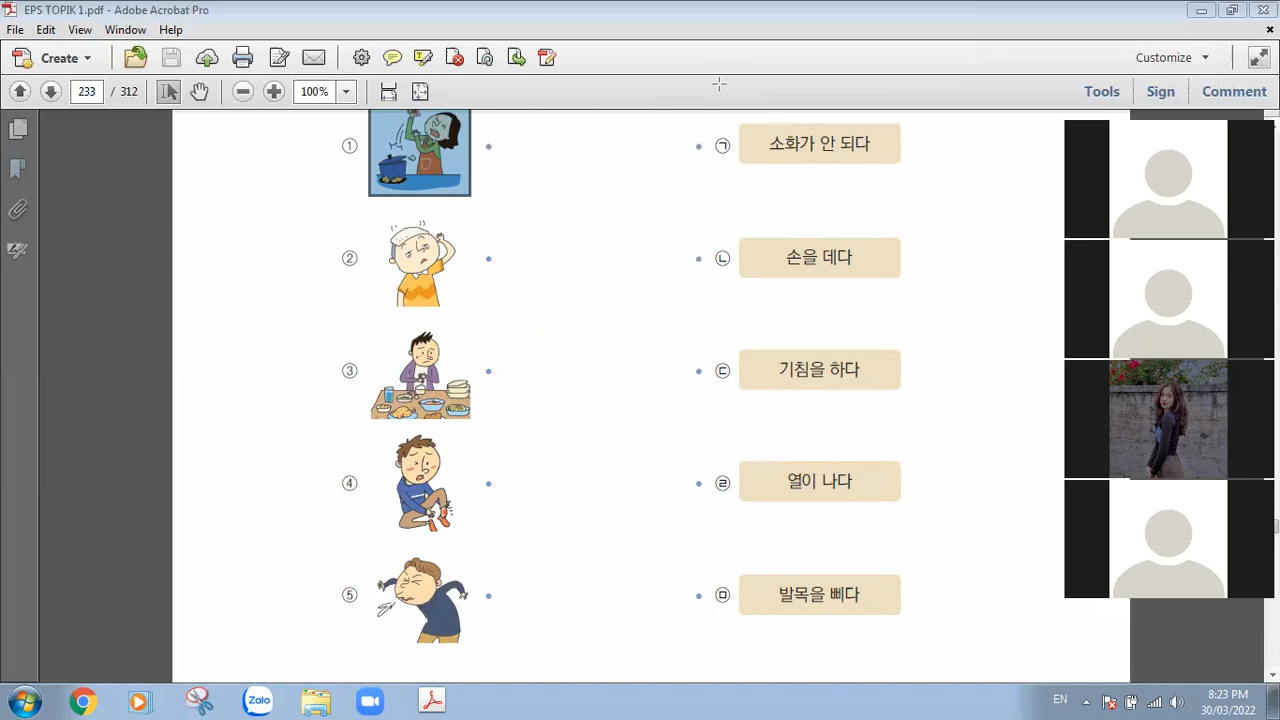 EPS TOPIK 1.pdf - Adobe Acrobat Pro
File Edit View Window Help
Create Customize
233 / 312 100% Tools Sign Comment
① ㉠ 소화가 안 되다
② ㉡ 손을 데다
③ ㉢ 기침을 하다
④ ㉣ 열이 나다
⑤ ㉤ 발목을 삐다
Zalo EN 8:23 PM
30/03/2022